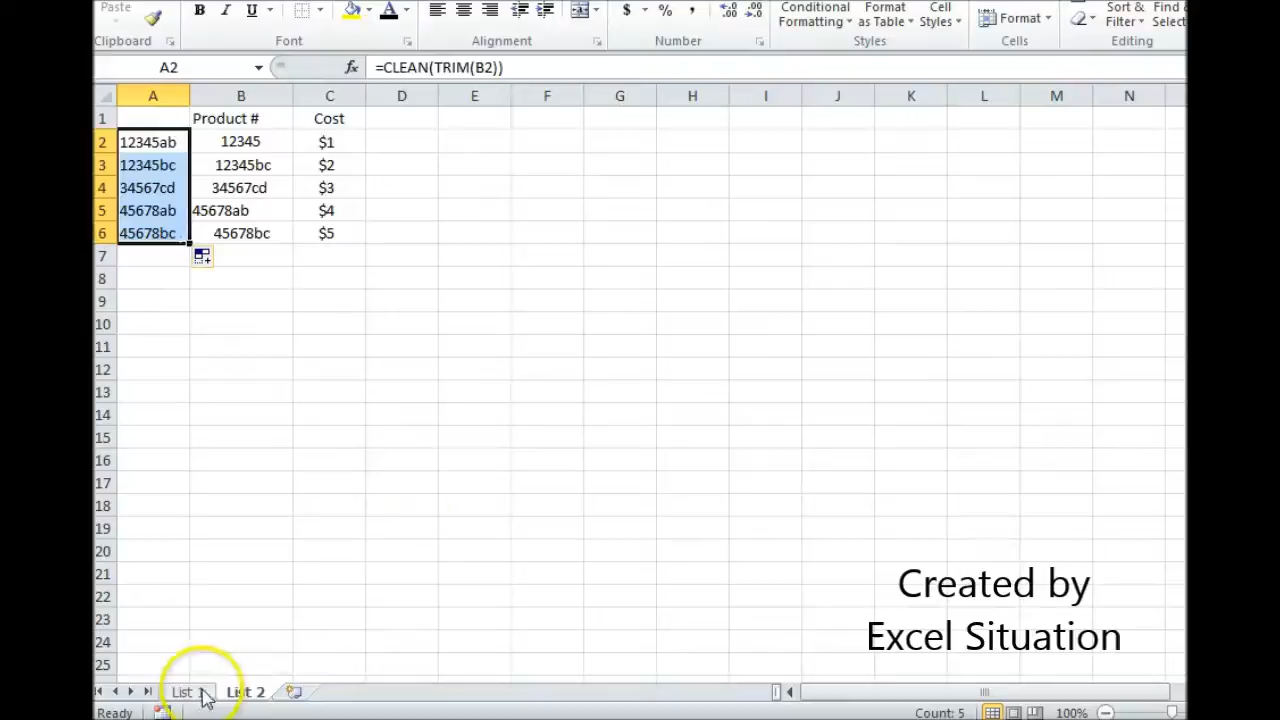 Paste
B I U
$ % ,
Conditional Formatting
Format as Table
Cell Styles
Format
Sort & Filter
Find & Select
Clipboard Font Alignment Number Styles Cells Editing
A2 fx =CLEAN(TRIM(B2))
A B C D E F G H I J K L M N
1 Product # Cost
2 12345ab 12345 $1
3 12345bc 12345bc $2
4 34567cd 34567cd $3
5 45678ab 45678ab $4
6 45678bc 45678bc $5
7
8
9
10
11
12
13
14
15
16
17
18
19
20
21
22
23
24
25
Created by
Excel Situation
List 1 List 2
Ready Count: 5 100%